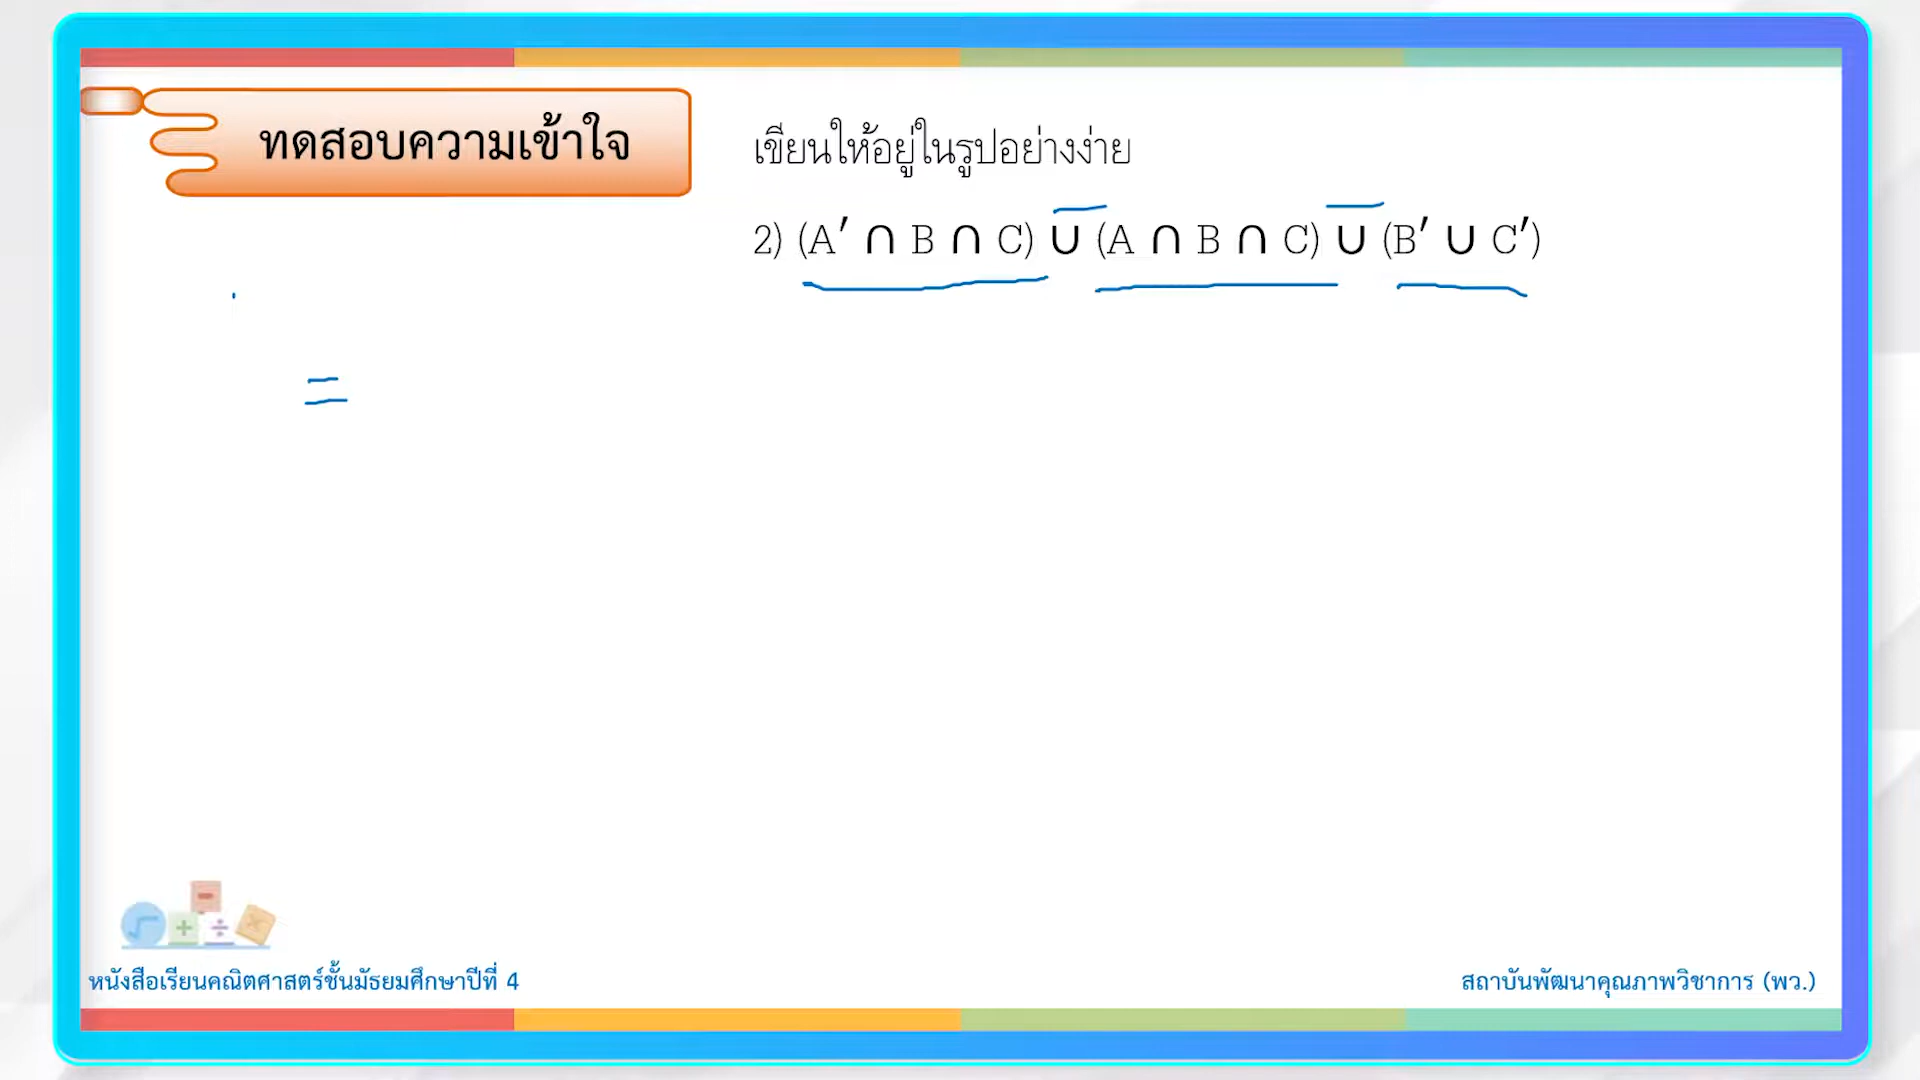 ทดสอบความเข้าใจ
เขียนให้อยู่ในรูปอย่างง่าย
2) (A′ ∩ B ∩ C) ∪ (A ∩ B ∩ C) ∪ (B′ ∪ C′)
=
หนังสือเรียนคณิตศาสตร์ชั้นมัธยมศึกษาปีที่ 4
สถาบันพัฒนาคุณภาพวิชาการ (พว.)